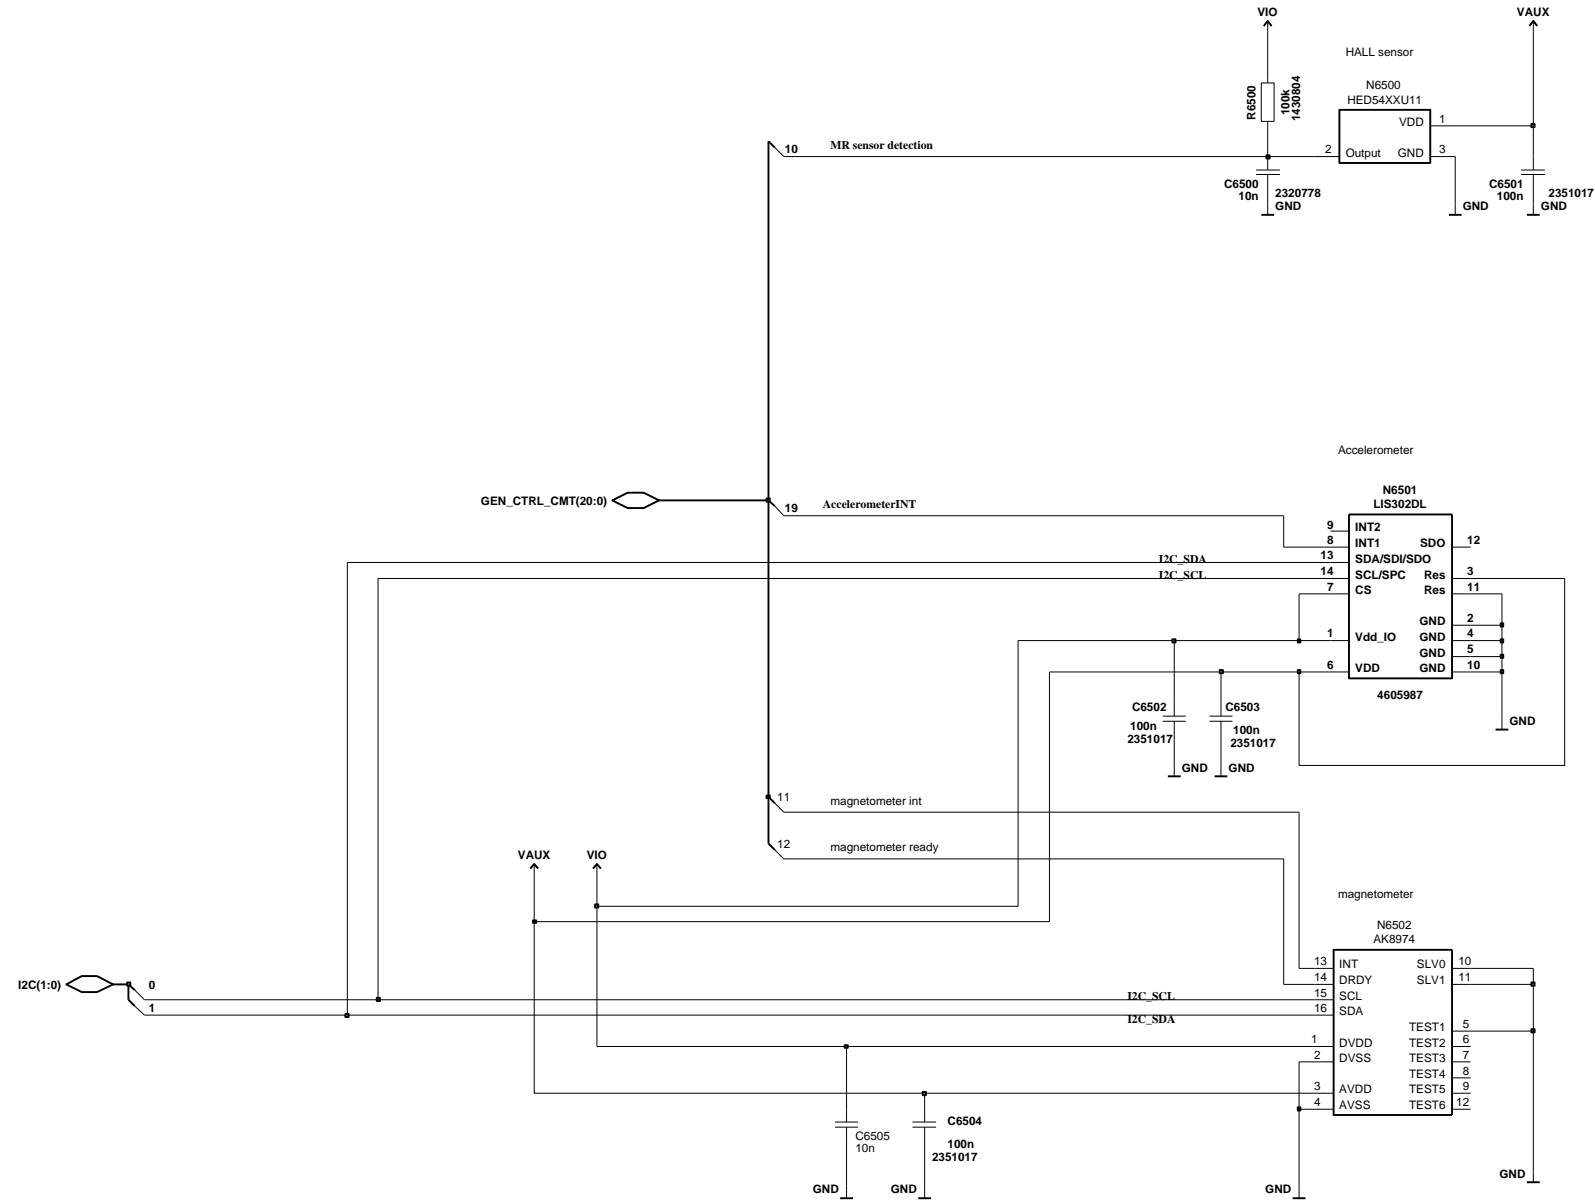 VIO
VAUX
HALL sensor
N6500
HED54XXU11
R6500
100k
1430804
VDD
1
10
MR sensor detection
2
Output
GND
3
C6500
10n
2320778
GND
C6501
100n
2351017
GND
GND
Accelerometer
N6501
LIS302DL
GEN_CTRL_CMT(20:0)
19
AccelerometerINT
9
INT2
8
INT1
SDO
12
I2C_SDA
13
SDA/SDI/SDO
I2C_SCL
14
SCL/SPC
Res
3
7
CS
Res
11
GND
2
1
Vdd_IO
GND
4
GND
5
6
VDD
GND
10
4605987
C6502
100n
2351017
C6503
100n
2351017
GND
GND
GND
11
magnetometer int
12
magnetometer ready
VAUX
VIO
magnetometer
N6502
AK8974
I2C(1:0)
0
1
13
INT
SLV0
10
14
DRDY
SLV1
11
I2C_SCL
15
SCL
16
SDA
I2C_SDA
TEST1
5
1
DVDD
TEST2
6
2
DVSS
TEST3
7
TEST4
8
3
AVDD
TEST5
9
4
AVSS
TEST6
12
C6505
10n
C6504
100n
2351017
GND
GND
GND
GND